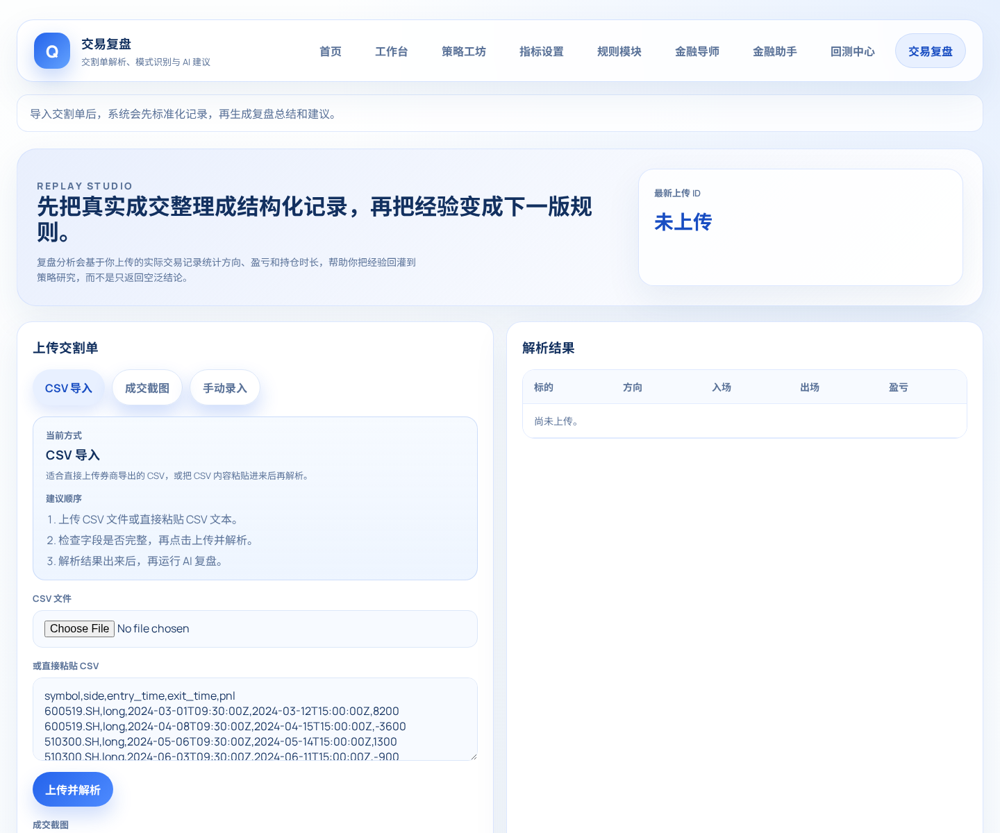 Q
交易复盘
交割单解析、模式识别与 AI 建议
首页
工作台
策略工坊
指标设置
规则模块
金融导师
金融助手
回测中心
交易复盘
导入交割单后，系统会先标准化记录，再生成复盘总结和建议。
REPLAY STUDIO
先把真实成交整理成结构化记录，再把经验变成下一版规
则。
复盘分析会基于你上传的实际交易记录统计方向、盈亏和持仓时长，帮助你把经验回灌到
策略研究，而不是只返回空泛结论。
最新上传 ID
未上传
上传交割单
CSV 导入
成交截图
手动录入
当前方式
CSV 导入
适合直接上传券商导出的 CSV，或把 CSV 内容粘贴进来后再解析。
建议顺序
1. 上传 CSV 文件或直接粘贴 CSV 文本。
2. 检查字段是否完整，再点击上传并解析。
3. 解析结果出来后，再运行 AI 复盘。
CSV 文件
Choose File No file chosen
或直接粘贴 CSV
symbol,side,entry_time,exit_time,pnl
600519.SH,long,2024-03-01T09:30:00Z,2024-03-12T15:00:00Z,8200
600519.SH,long,2024-04-08T09:30:00Z,2024-04-15T15:00:00Z,-3600
510300.SH,long,2024-05-06T09:30:00Z,2024-05-14T15:00:00Z,1300
510300.SH,long,2024-06-03T09:30:00Z,2024-06-11T15:00:00Z,-900
上传并解析
成交截图
解析结果
标的
方向
入场
出场
盈亏
尚未上传。